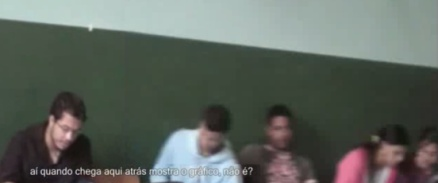 aí quando chega aqui atrás mostra o gráfico, não é?